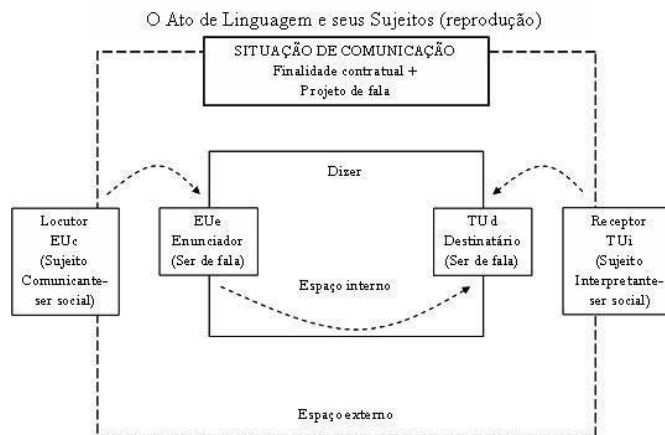 O Ato de Linguagem e seus Sujeitos (reprodução)
SITUAÇÃO DE COMUNICAÇÃO
Finalidade contratual +
Projeto de fala
Dizer
Locutor
EUc
(Sujeito
Comunicante-
ser social)
EUe
Enunciador
(Ser de fala)
TUd
Destinatário
(Ser de fala)
Receptor
TUi
(Sujeito
Interpretante-
ser social)
Espaço interno
Espaço externo